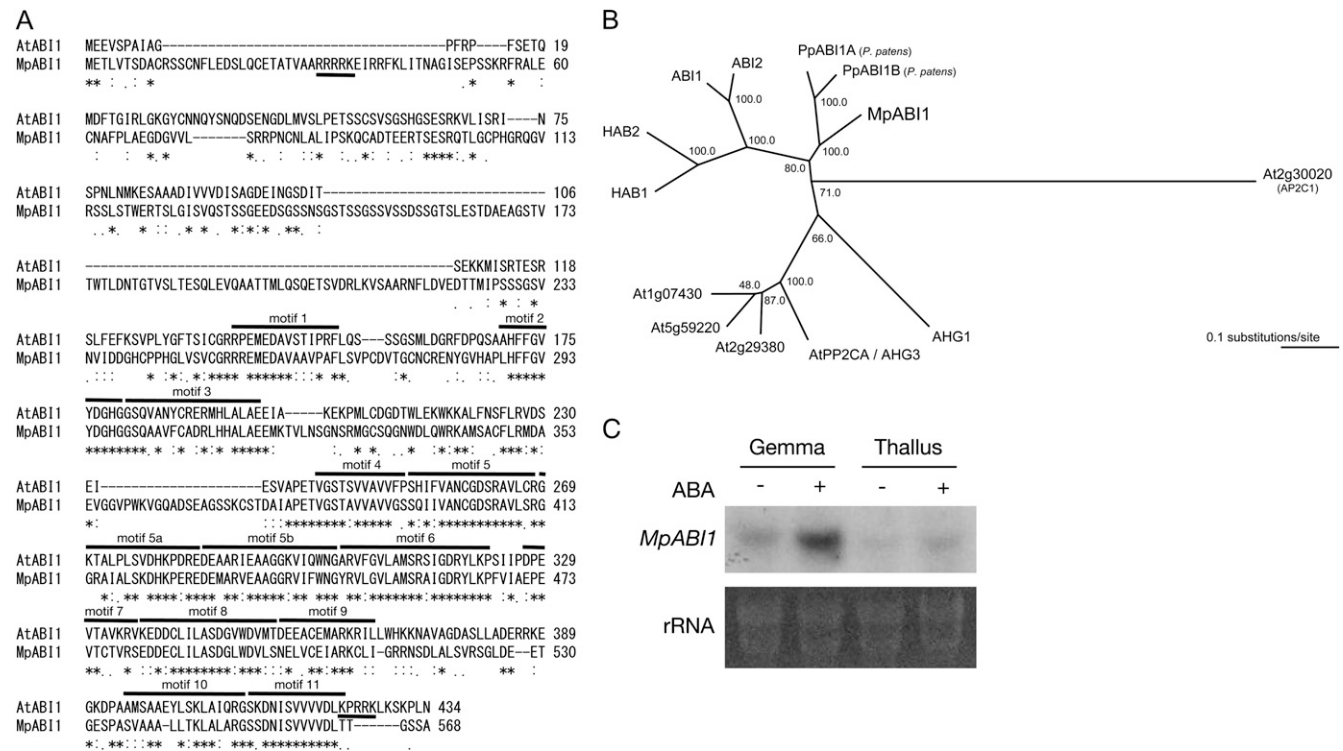 A
AtABI1 MEEVSPAIAG------------------------------------PFRP----FSETQ 19
MpABI1 METLVTSDACRSSCNFLEDSLQCETATVAARRRRKEIRRFKLITNAGISEPSSKRFRALE 60
AtABI1 MDFTGIRLGKGYCNNQYSNQDSENGDLMVSLPETSSCSVSGSHGSESRKVLISRI----N 75
MpABI1 CNAFPLAEGDGVVL-------SRRPNCNLALIPSKQCADTEERTSESRQTLGCPHGRQGV 113
AtABI1 SPNLNMKESAAADIVVVDISAGDEINGSDIT----------------------------- 106
MpABI1 RSSLSTWERTSLGISVQSTSSGEEDSGSSNSGSTSSGSSVSSDSSGTSLESTDAEAGSTV 173
AtABI1 ------------------------------------------------SEKKMISRTESR 118
MpABI1 TWTLDNTGTVSLTESQLEVQAATTMLQSQETSVDRLKVSAARNFLDVEDTTMIPSSSGSV 233
motif 1 motif 2
AtABI1 SLFEFKSVPLYGFTSICGRRPEMEDAVSTIPRFLQS---SSGSMLDGRFDPQSAAHFFGV 175
MpABI1 NVIDDGHCPPHGLVSVCGRRREMEDAVAAVPAFLSVPCDVTGCNCRENYGVHAPLHFFGV 293
motif 3
AtABI1 YDGHGGSQVANYCRERMHLALAEEIA-----KEKPMLCDGDTWLEKWKKALFNSFLRVDS 230
MpABI1 YDGHGGSQAAVFCADRLHHALAEEMKTVLNSGNSRMGCSQGNWDLQWRKAMSACFLRMDA 353
motif 4 motif 5
AtABI1 EI---------------------ESVAPETVGSTSVVAVVFPSHIFVANCGDSRAVLCRG 269
MpABI1 EVGGVPWKVGQADSEAGSSKCSTDAIAPETVGSTAVVAVVGSSQIIVANCGDSRAVLSRG 413
motif 5a motif 5b motif 6
AtABI1 KTALPLSVDHKPDREDEAARIEAAGGKVIQWNGARVFGVLAMSRSIGDRYLKPSIIPDPE 329
MpABI1 GRAIALSKDHKPEREDEMARVEAAGGRVIFWNGYRVLGVLAMSRAIGDRYLKPFVIAEPE 473
motif 7 motif 8 motif 9
AtABI1 VTAVKRVKEDDCLILASDGVWDVMTDEEACEMARKRILLWHKKNAVAGDASLLADERRKE 389
MpABI1 VTCTVRSEDDECLILASDGLWDVLSNELVCEIARKCLI-GRRNSDLALSVRSGLDE--ET 530
motif 10 motif 11
AtABI1 GKDPAAMSAAEYLSKLAIQRGSKDNISVVVVDLKPRRKLKSKPLN 434
MpABI1 GESPASVAAA-LLTKLALARGSSDNISVVVVDLTT------GSSA 568
B
PpABI1A (P. patens)
ABI2
PpABI1B (P. patens)
ABI1
100.0
100.0
MpABI1
HAB2
100.0
100.0
100.0
80.0
At2g30020
(AP2C1)
HAB1
71.0
66.0
48.0
100.0
At1g07430
87.0
At5g59220
At2g29380
AHG1
AtPP2CA / AHG3
0.1 substitutions/site
C
Gemma Thallus
ABA - + - +
MpABI1
rRNA